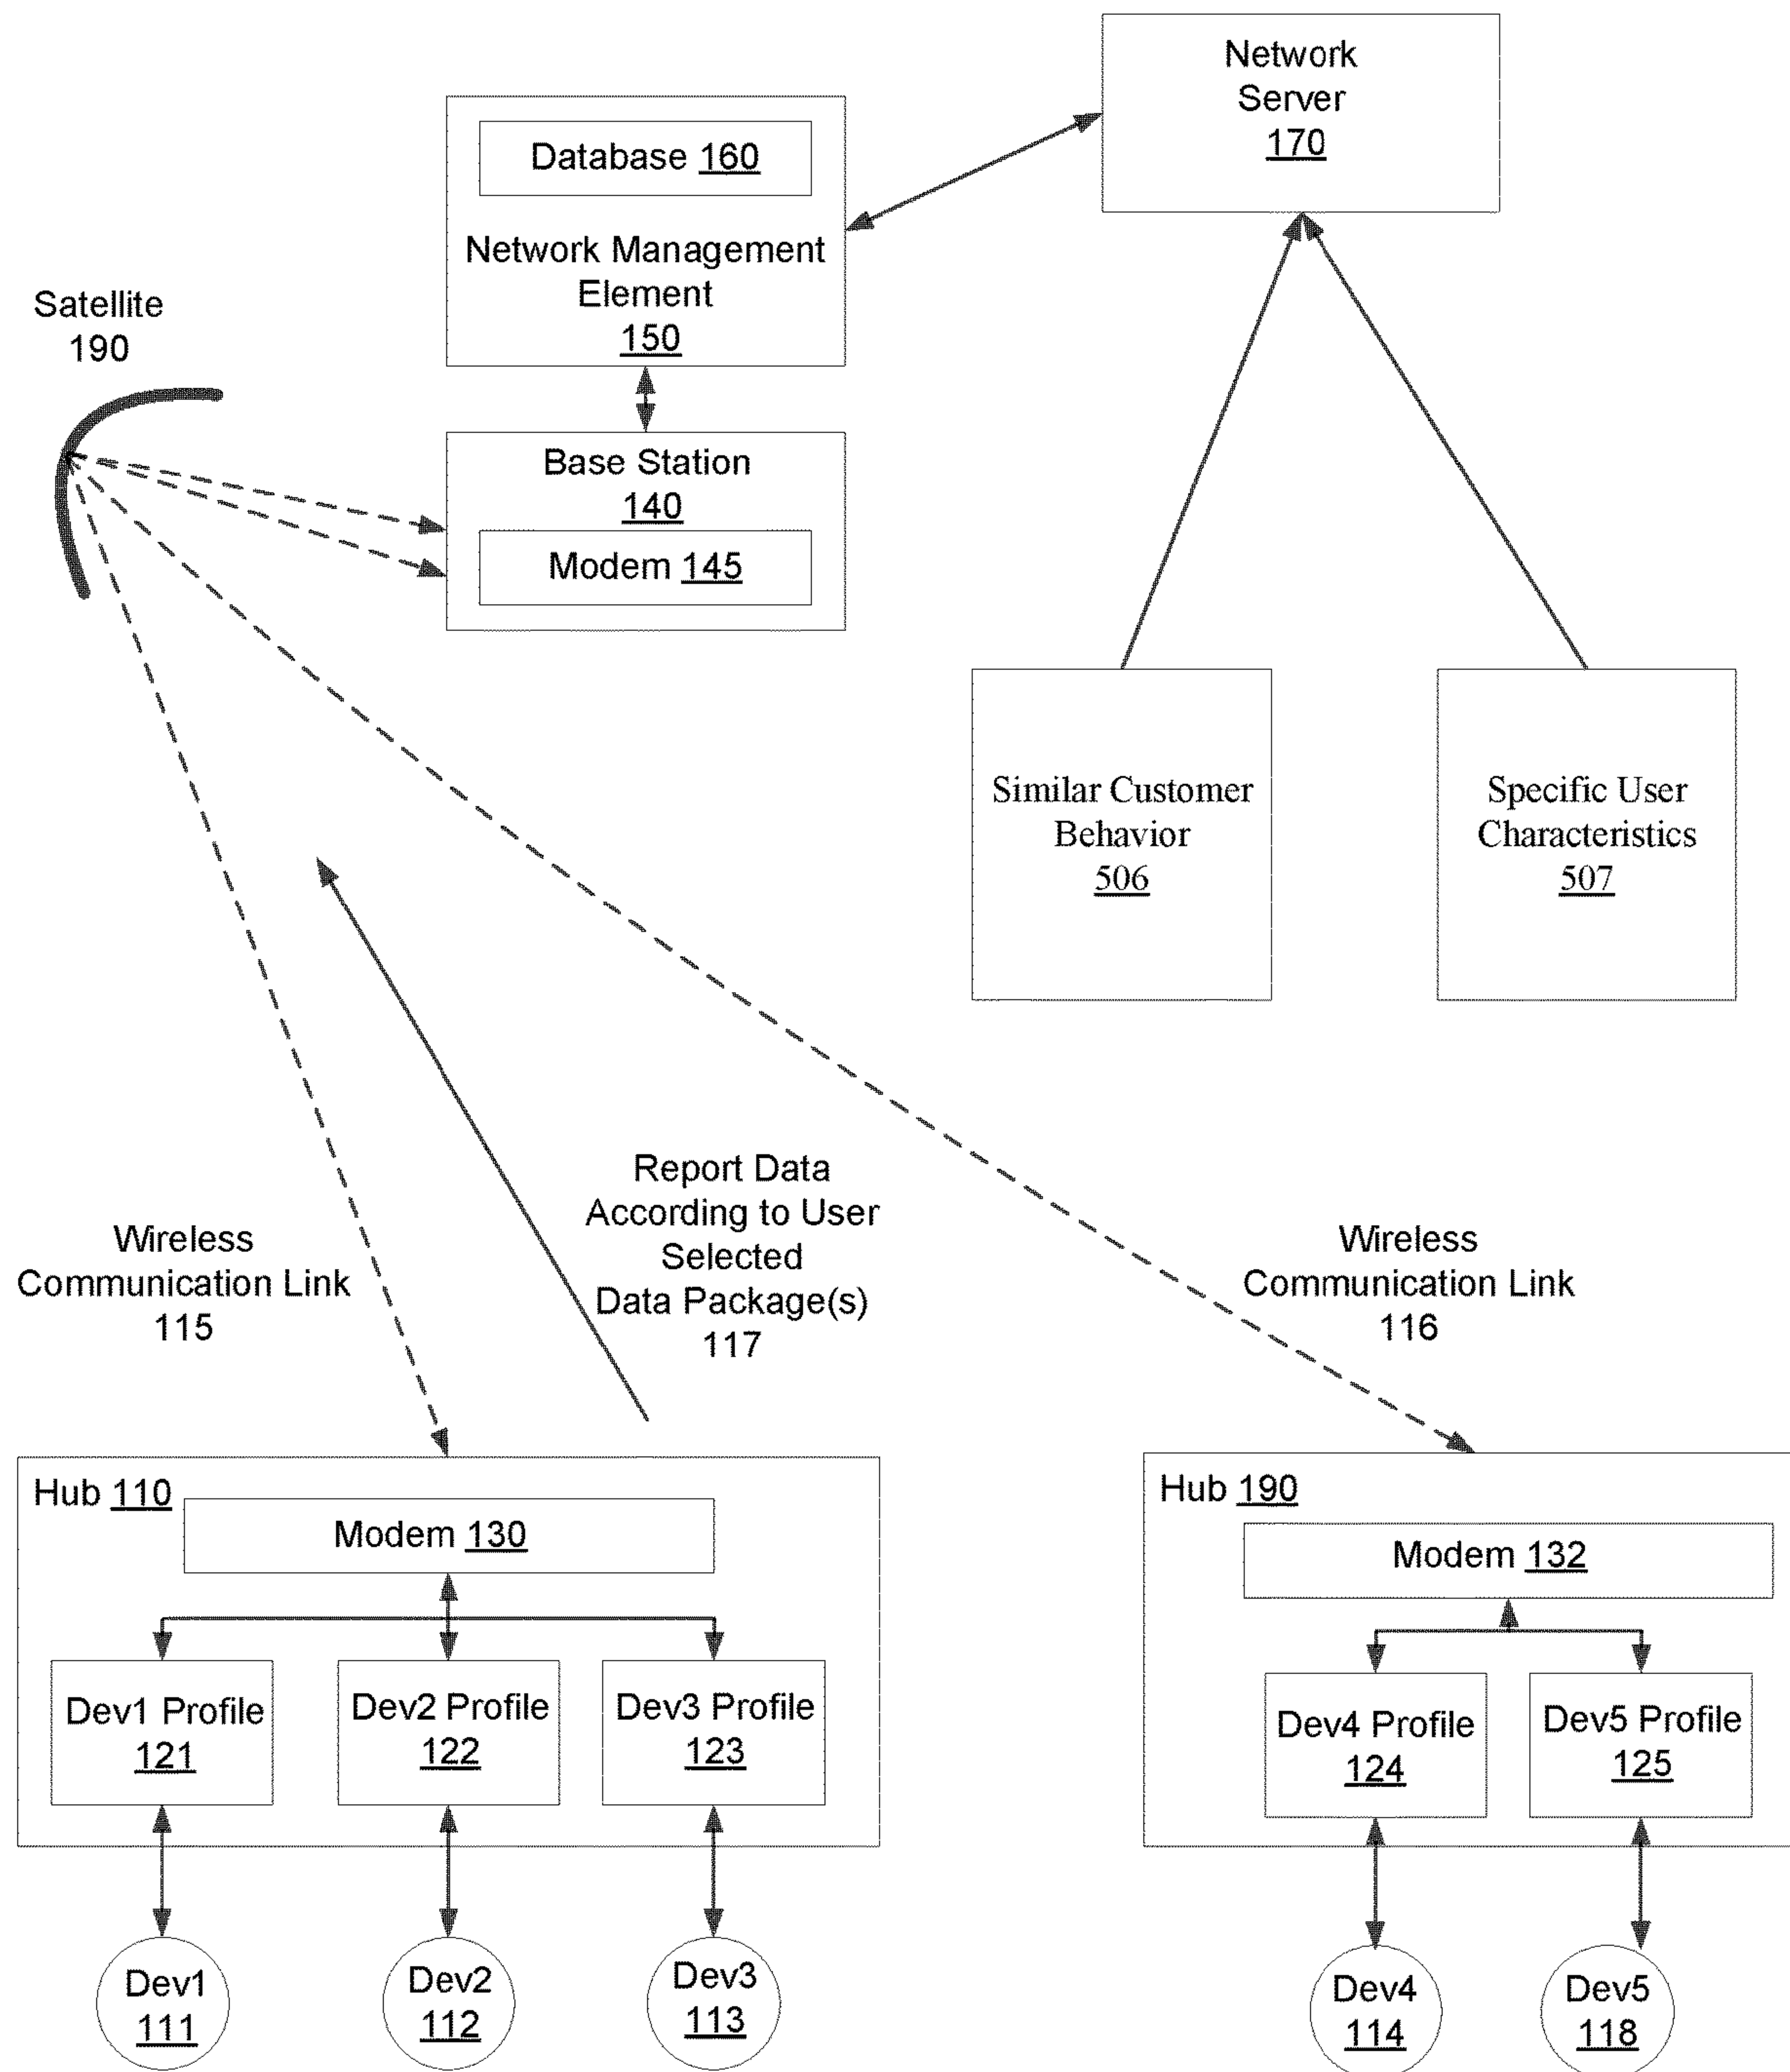 Network
Server
170
Database 160
Network Management
Element
150
Satellite
190
Base Station
140
Modem 145
Similar Customer
Behavior
506
Specific User
Characteristics
507
Report Data
According to User
Selected
Data Package(s)
117
Wireless
Communication Link
115
Wireless
Communication Link
116
Hub 110
Modem 130
Dev1 Profile
121
Dev2 Profile
122
Dev3 Profile
123
Dev1
111
Dev2
112
Dev3
113
Hub 190
Modem 132
Dev4 Profile
124
Dev5 Profile
125
Dev4
114
Dev5
118